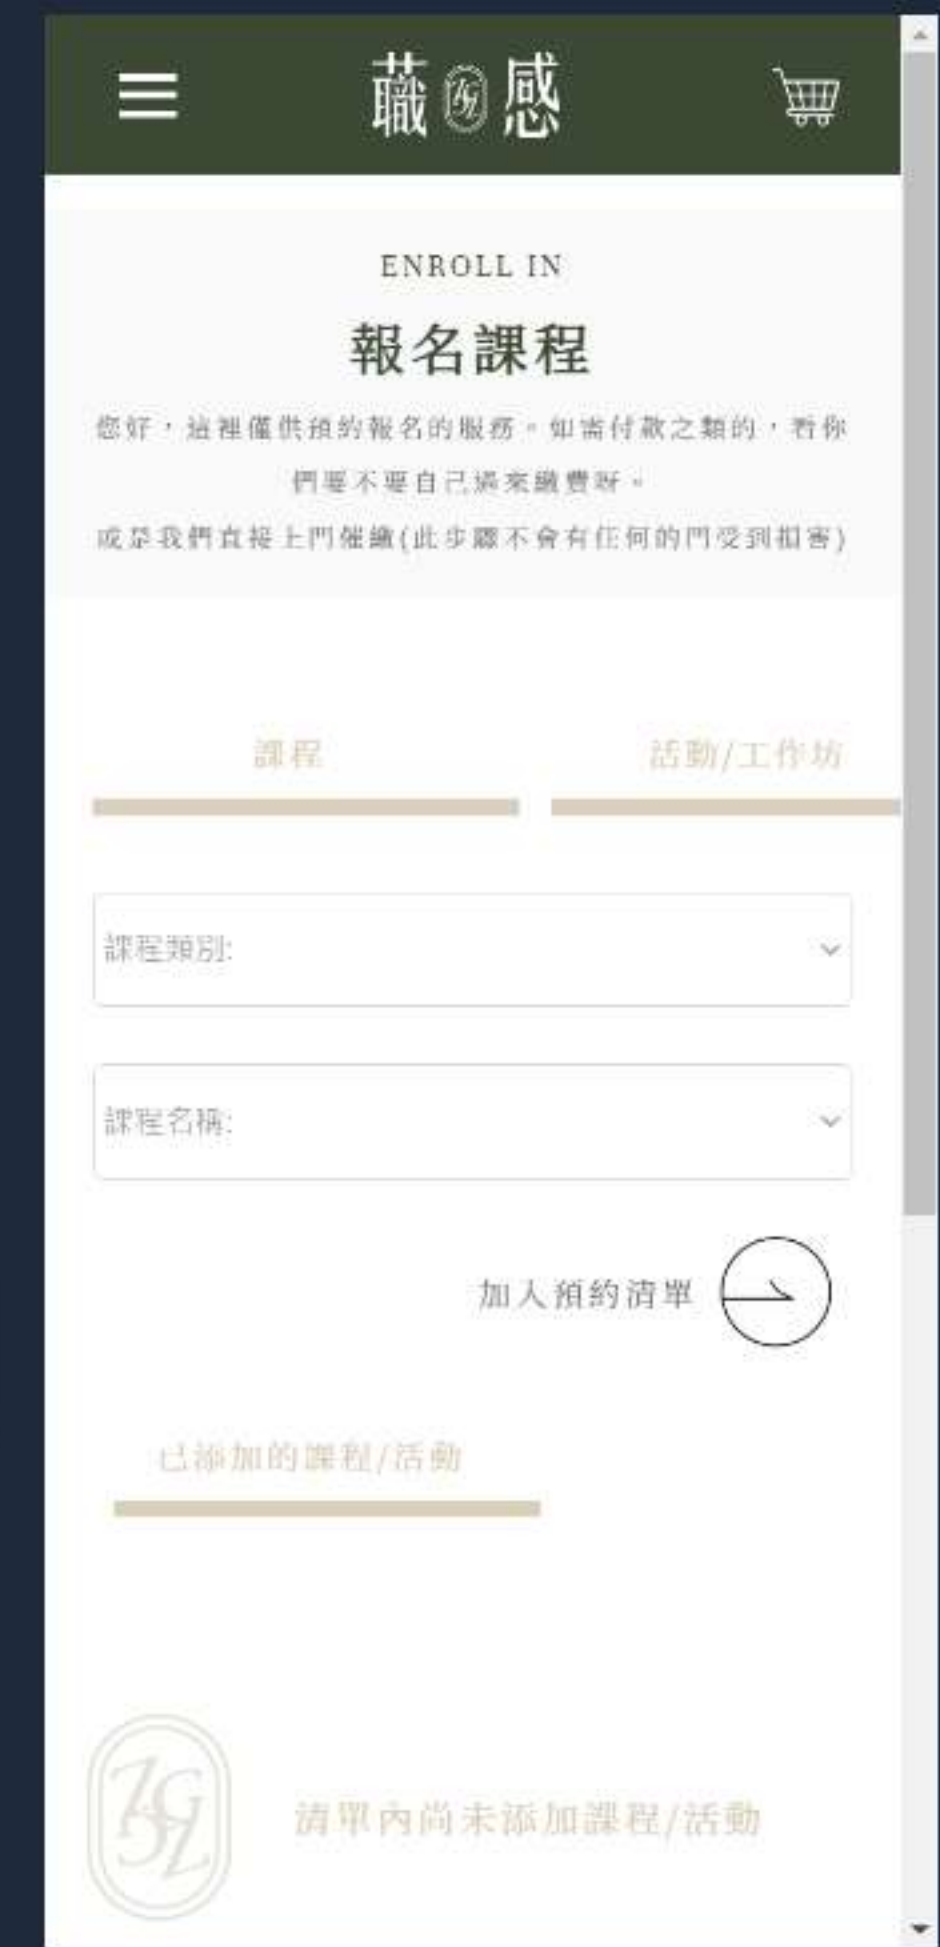 蘵 感
ENROLL IN
報名課程
您好，這裡僅供預約報名的服務。如需付款之類的，看你
們要不要自己過來繳費呀。
或是我們直接上門催繳(此步驟不會有任何的門受到損害)
課程 活動/工作坊
課程類別:
課程名稱:
加入預約清單
已添加的課程/活動
清單內尚未添加課程/活動